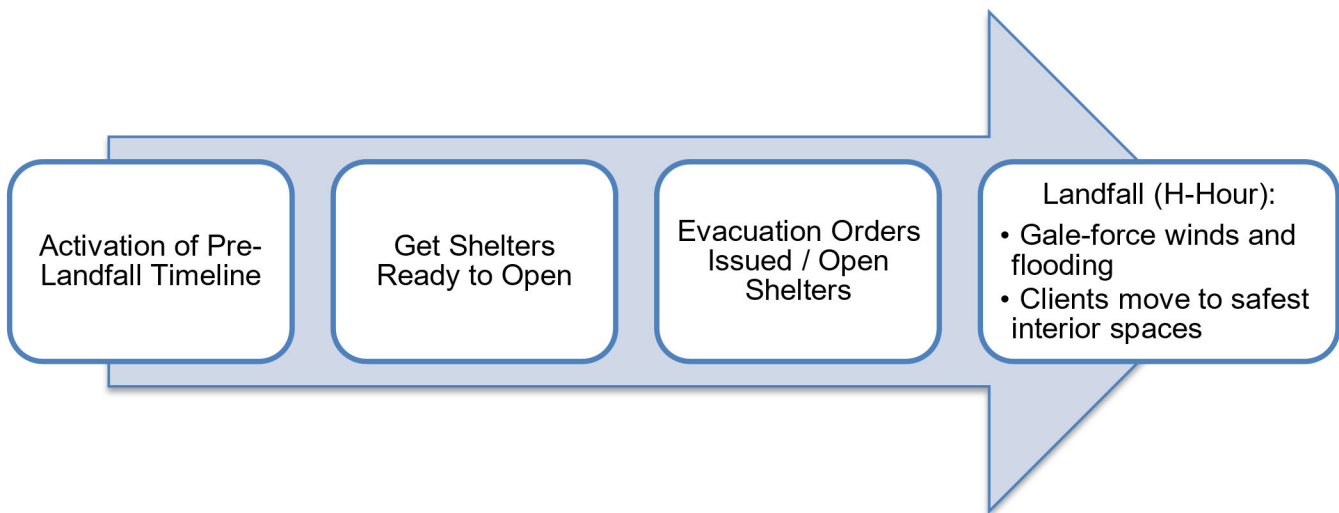 Activation of Pre-
Landfall Timeline
Get Shelters
Ready to Open
Evacuation Orders
Issued / Open
Shelters
Landfall (H-Hour):
• Gale-force winds and
flooding
• Clients move to safest
interior spaces